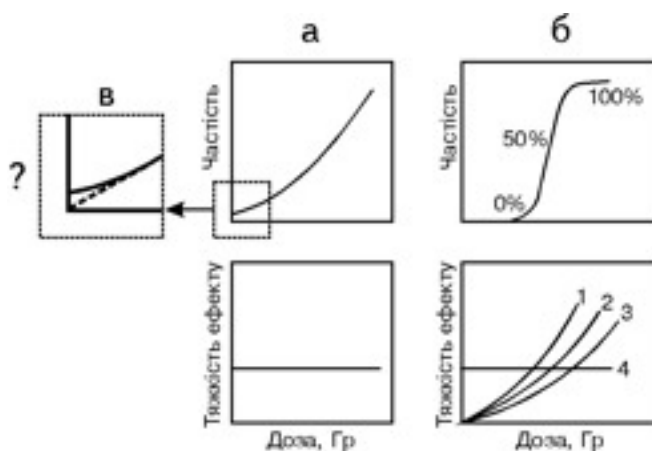 а
б
в
?
Частість
Частість
0%
50%
100%
Тяжкість ефекту
Тяжкість ефекту
1
2
3
4
Доза, Гр
Доза, Гр